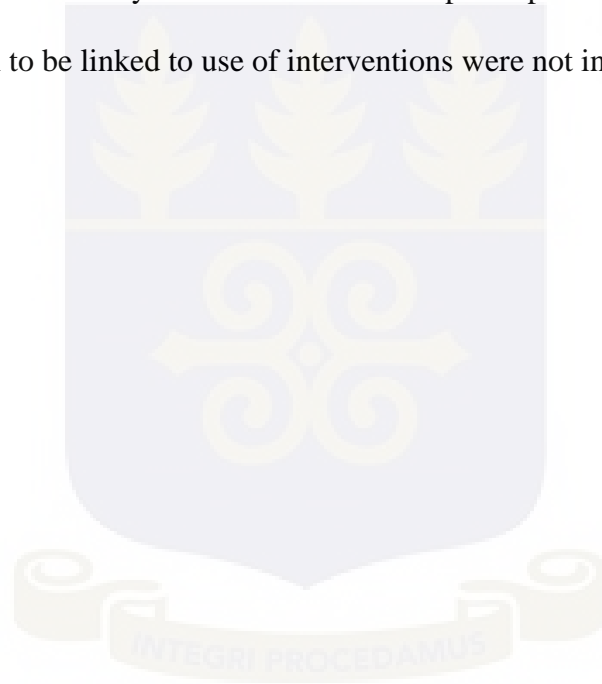 to be linked to use of interventions were not in
INTEGRI PROCEDAMUS